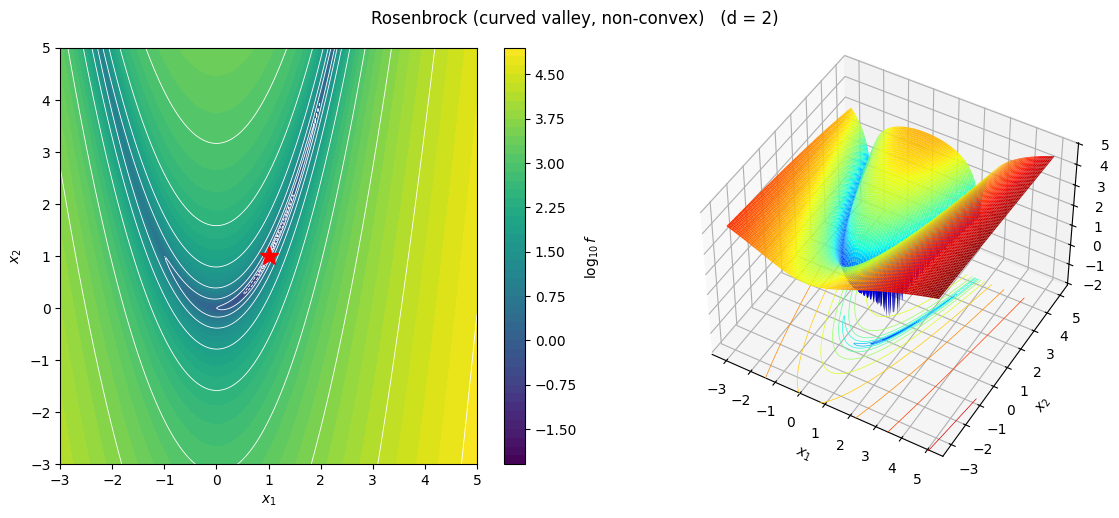 Rosenbrock (curved valley, non-convex) (d = 2)
5
4
3
2
1
0
−1
−2
−3
x₂
−3 −2 −1 0 1 2 3 4 5
x₁
4.50
3.75
3.00
2.25
1.50
0.75
0.00
−0.75
−1.50
log₁₀ f
5
4
3
2
1
0
−1
−2
−3 −2 −1 0 1 2 3 4 5
x₁
−3 −2 −1 0 1 2 3 4 5
x₂